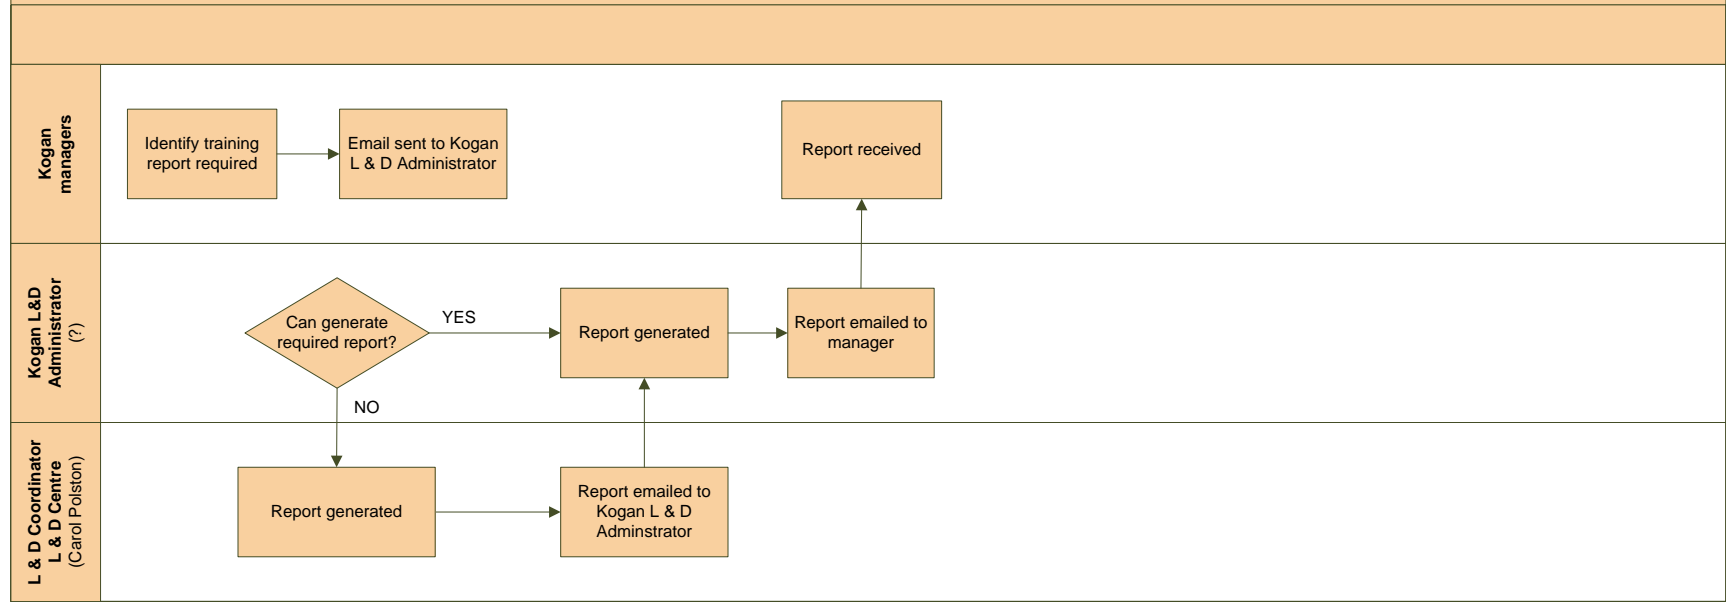 Kogan
managers
Identify training
report required
Email sent to Kogan
L & D Administrator
Report received
Kogan L&D
Administrator
(?)
Can generate
required report?
YES
NO
Report generated
Report emailed to
manager
L & D Coordinator
L & D Centre
(Carol Polston)
Report generated
Report emailed to
Kogan L & D
Adminstrator